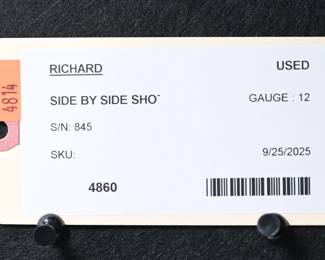 4814
RICHARD USED
SIDE BY SIDE SHO
GAUGE : 12
S/N: 845
SKU: 9/25/2025
4860